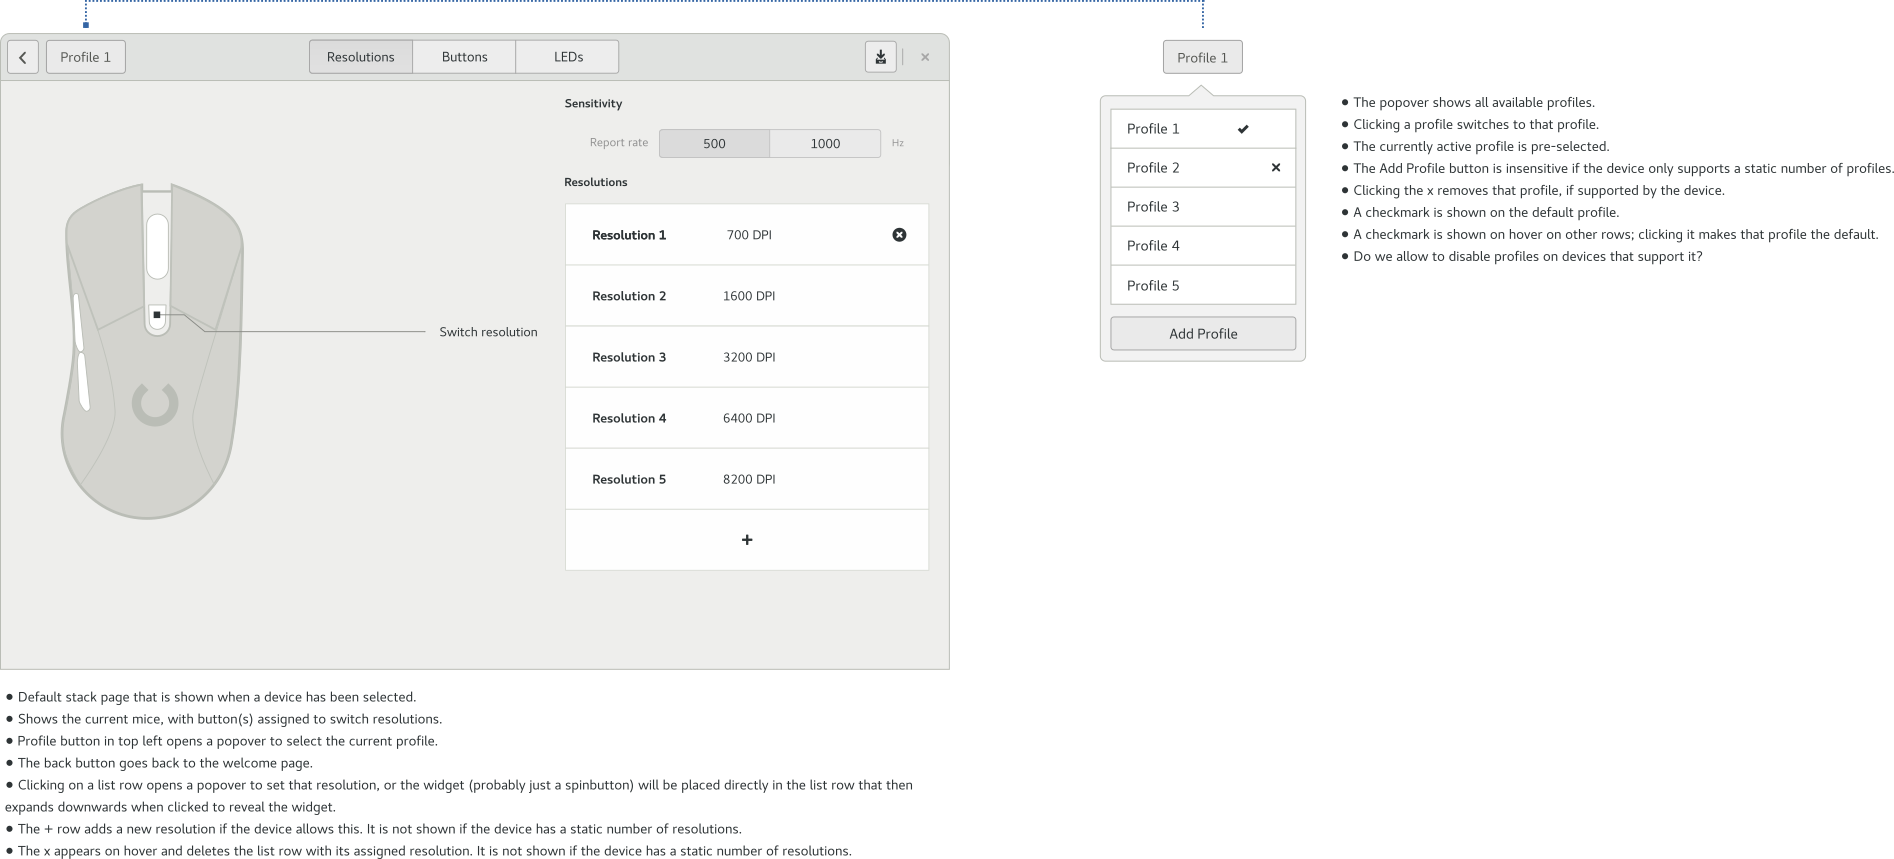 Profile 1
Resolutions
Buttons
LEDs
Sensitivity
Report rate
500
1000
Hz
Resolutions
Resolution 1 700 DPI
Resolution 2 1600 DPI
Resolution 3 3200 DPI
Resolution 4 6400 DPI
Resolution 5 8200 DPI
+
Switch resolution
● Default stack page that is shown when a device has been selected.
● Shows the current mice, with button(s) assigned to switch resolutions.
● Profile button in top left opens a popover to select the current profile.
● The back button goes back to the welcome page.
● Clicking on a list row opens a popover to set that resolution, or the widget (probably just a spinbutton) will be placed directly in the list row that then
expands downwards when clicked to reveal the widget.
● The + row adds a new resolution if the device allows this. It is not shown if the device has a static number of resolutions.
● The x appears on hover and deletes the list row with its assigned resolution. It is not shown if the device has a static number of resolutions.
Profile 1
Profile 1
Profile 2
Profile 3
Profile 4
Profile 5
Add Profile
● The popover shows all available profiles.
● Clicking a profile switches to that profile.
● The currently active profile is pre-selected.
● The Add Profile button is insensitive if the device only supports a static number of profiles.
● Clicking the x removes that profile, if supported by the device.
● A checkmark is shown on the default profile.
● A checkmark is shown on hover on other rows; clicking it makes that profile the default.
● Do we allow to disable profiles on devices that support it?